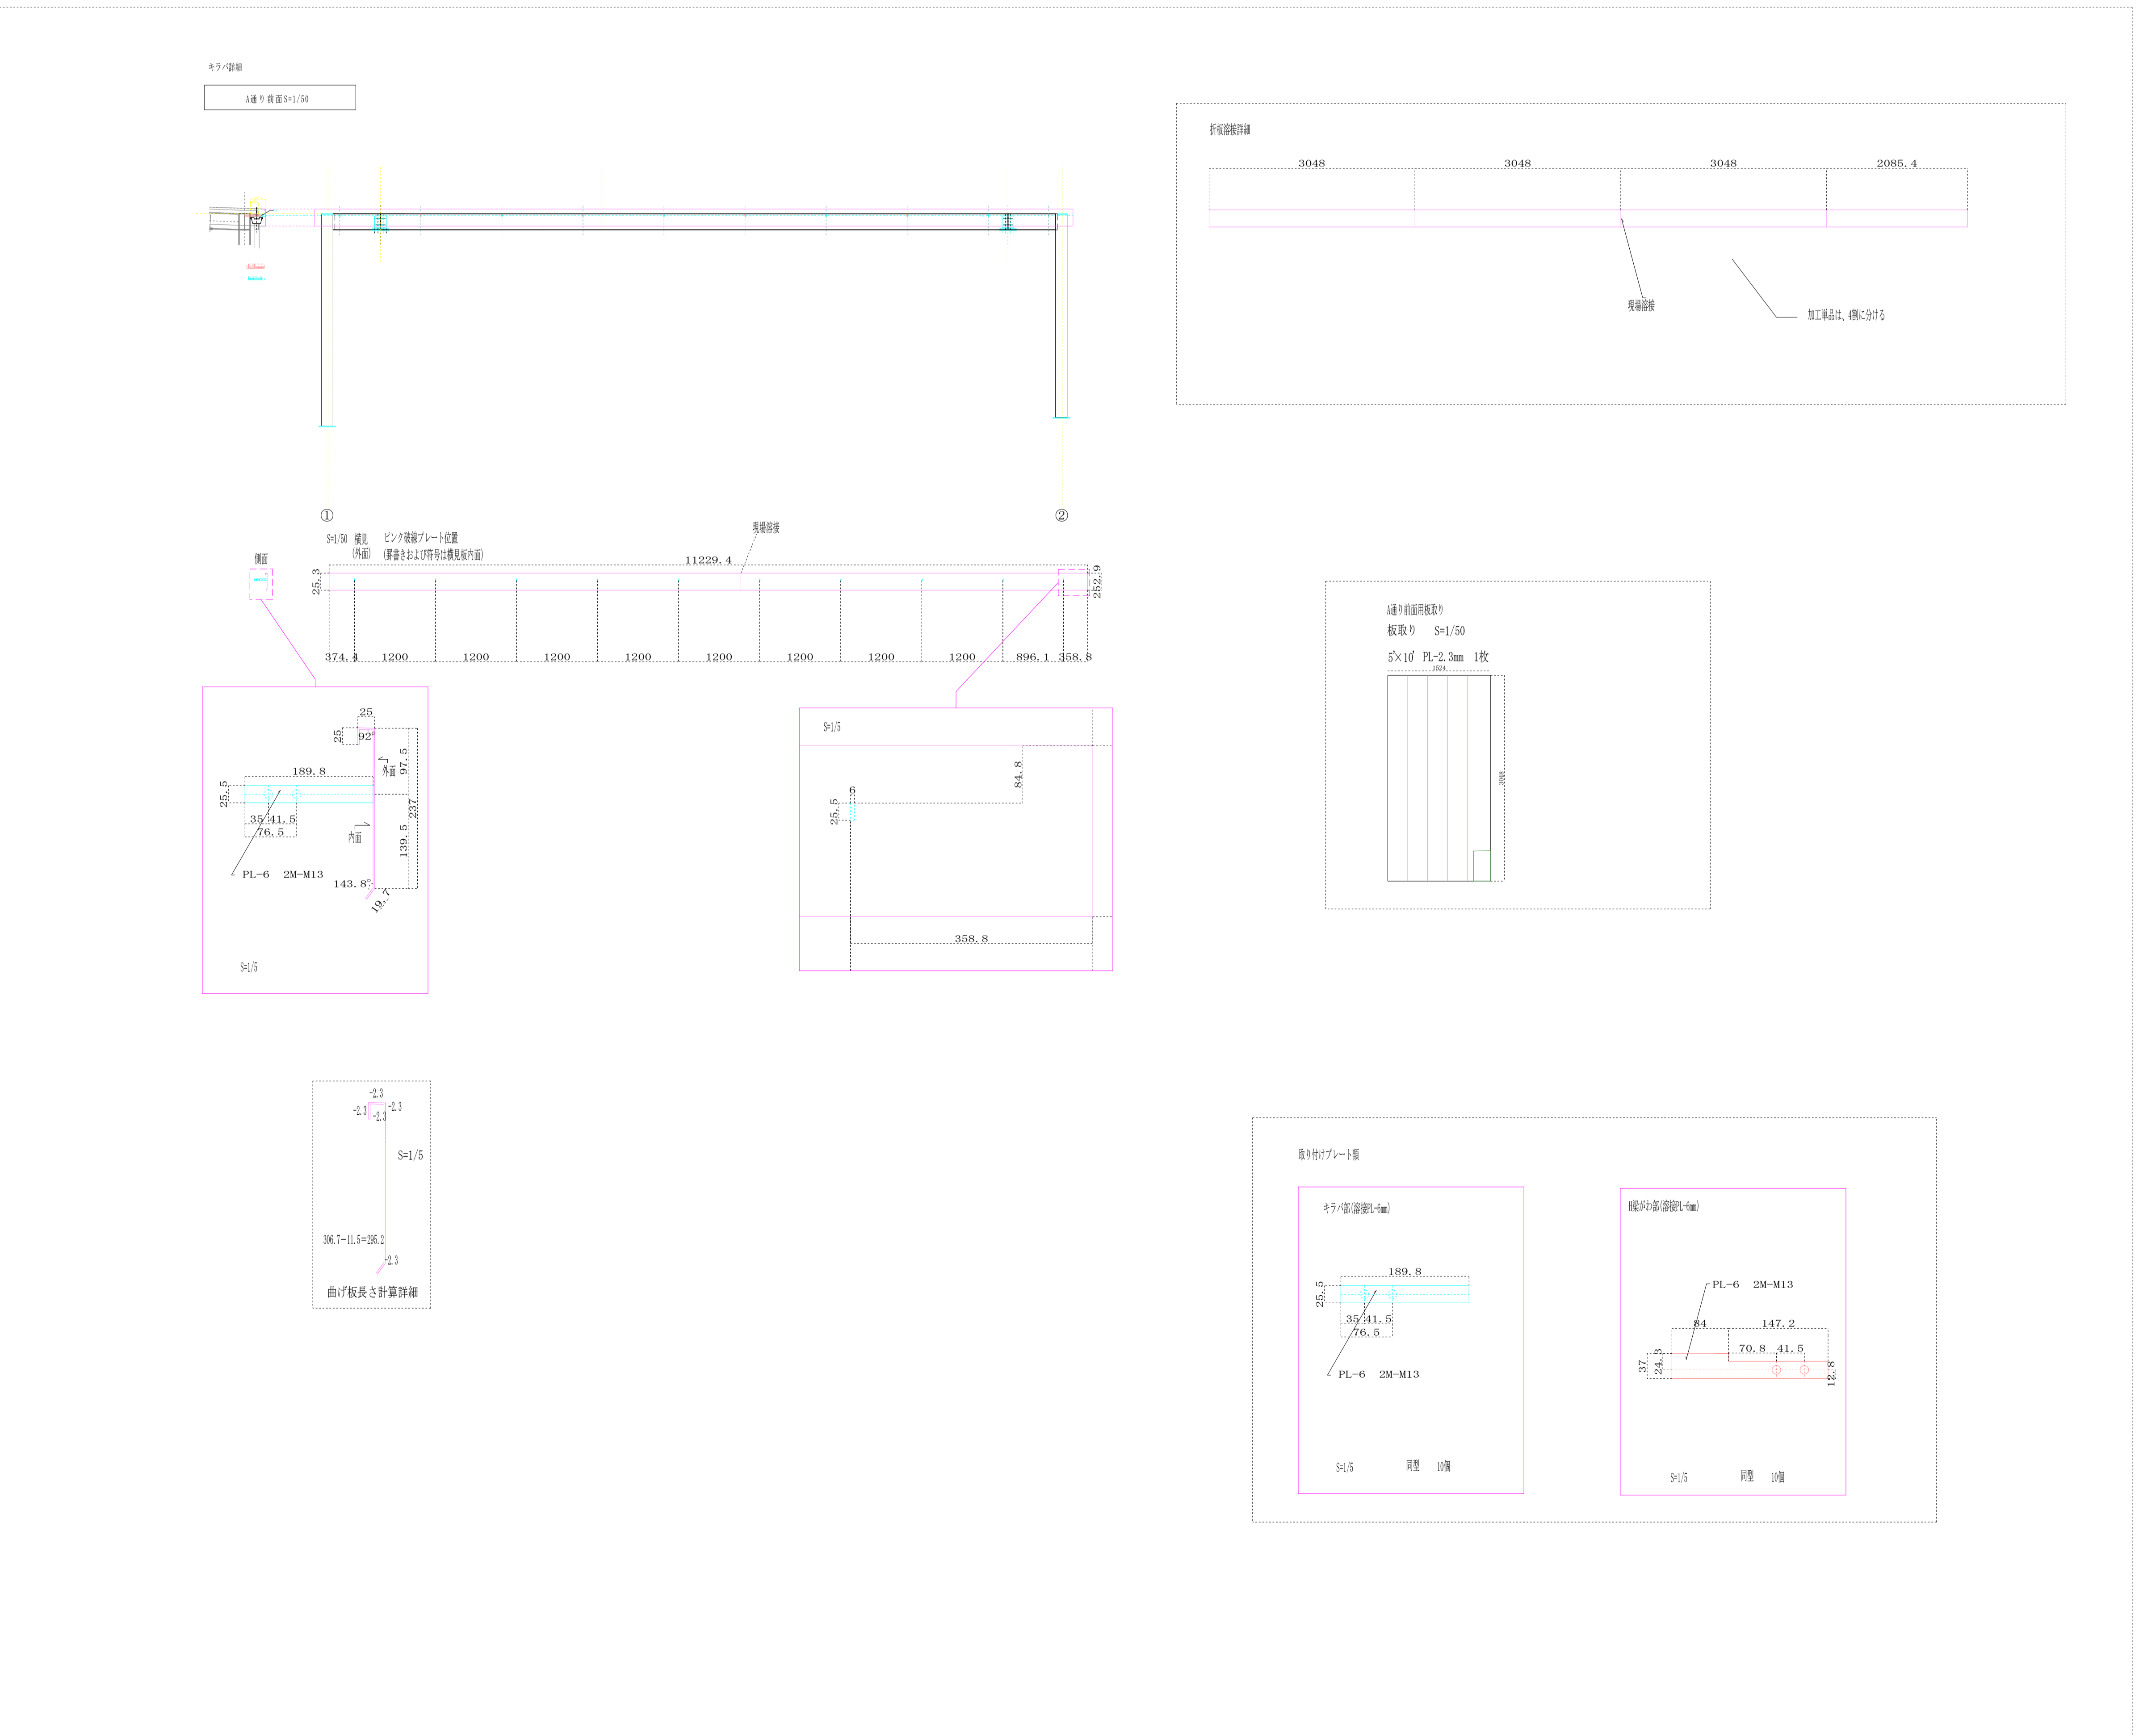 キラバ詳細
A通り前面S=1/50
①
②
折板溶接詳細
3048
3048
3048
2085.4
現場溶接
加工単品は、4割に分ける
S=1/50 横見
(外面)
ピンク破線プレート位置
(罫書きおよび符号は横見板内面)
現場溶接
側面
11229.4
25.3
252.9
374.4
1200
1200
1200
1200
1200
1200
1200
1200
896.1
358.8
25
25
92°
97.5
外面
189.8
25.5
237
35
41.5
76.5
内面
139.5
PL-6 2M-M13
143.8°
19.7
S=1/5
S=1/5
84.8
6
25.5
358.8
A通り前面用板取り
板取り S=1/50
5'×10' PL-2.3mm 1枚
1524
3048
-2.3
-2.3
-2.3
-2.3
S=1/5
306.7-11.5=295.2
-2.3
曲げ板長さ計算詳細
取り付けプレート類
キラバ部(溶接PL-6mm)
189.8
25.5
35
41.5
76.5
PL-6 2M-M13
S=1/5 同型 10個
H梁がわ部(溶接PL-6mm)
PL-6 2M-M13
84
147.2
70.8
41.5
37
24.3
12.8
S=1/5 同型 10個